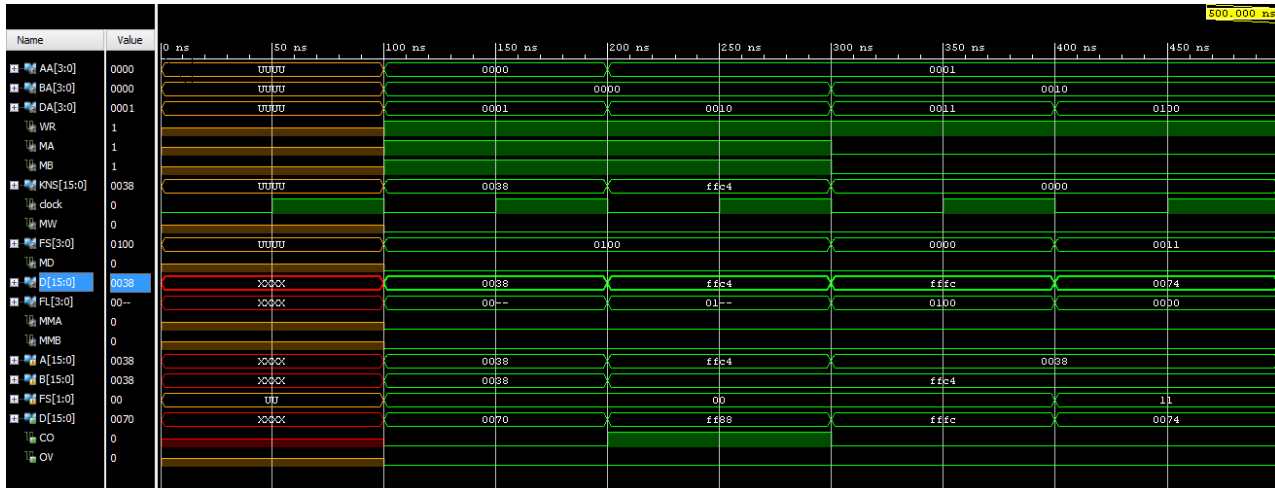 500.000 ns
Name Value
0 ns 50 ns 100 ns 150 ns 200 ns 250 ns 300 ns 350 ns 400 ns 450 ns
AA[3:0] 0000 UUUU 0000 0001
BA[3:0] 0000 UUUU 0000 0010
DA[3:0] 0001 UUUU 0001 0010 0011 0100
WR 1
MA 1
MB 1
KNS[15:0] 0038 UUUU 0038 ffc4 0000
clock 0
MW 0
FS[3:0] 0100 UUUU 0100 0000 0011
MD 0
D[15:0] 0038 XXXX 0038 ffc4 fffc 0074
FL[3:0] 00-- XXXX 00-- 01-- 0100 0000
MMA 0
MMB 0
A[15:0] 0038 XXXX 0038 ffc4 0038
B[15:0] 0038 XXXX 0038 ffc4
FS[1:0] 00 UU 00 11
D[15:0] 0070 XXXX 0070 ff88 fffc 0074
CO 0
OV 0